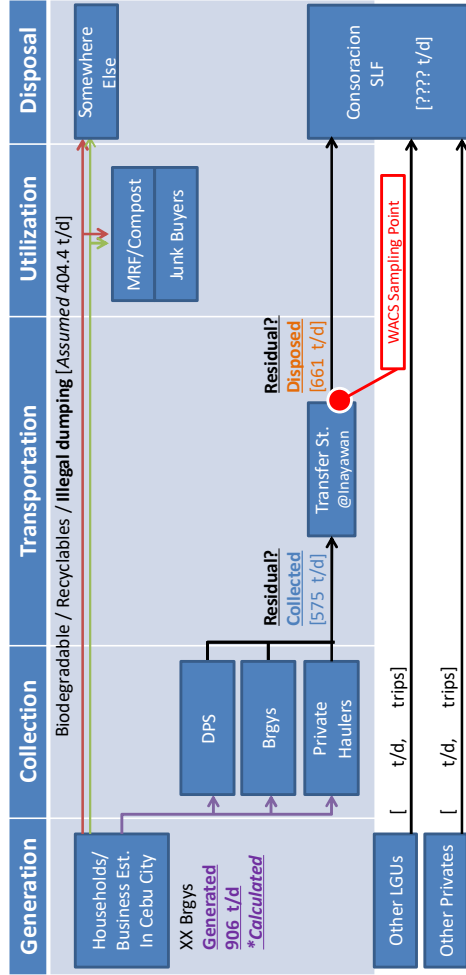 Generation
Collection
Transportation
Utilization
Disposal
Biodegradable / Recyclables / Illegal dumping [Assumed 404.4 t/d]
Households/
Business Est.
In Cebu City
XX Brgys
Generated
906 t/d
*Calculated
DPS
Brgys
Private
Haulers
Residual?
Collected
[575 t/d]
Transfer St.
@Inayawan
Residual?
Disposed
[661 t/d]
WACS Sampling Point
MRF/Compost
Junk Buyers
Somewhere
Else
Consoracion
SLF
[???? t/d]
Other LGUs
[ t/d, trips]
Other Privates
[ t/d, trips]